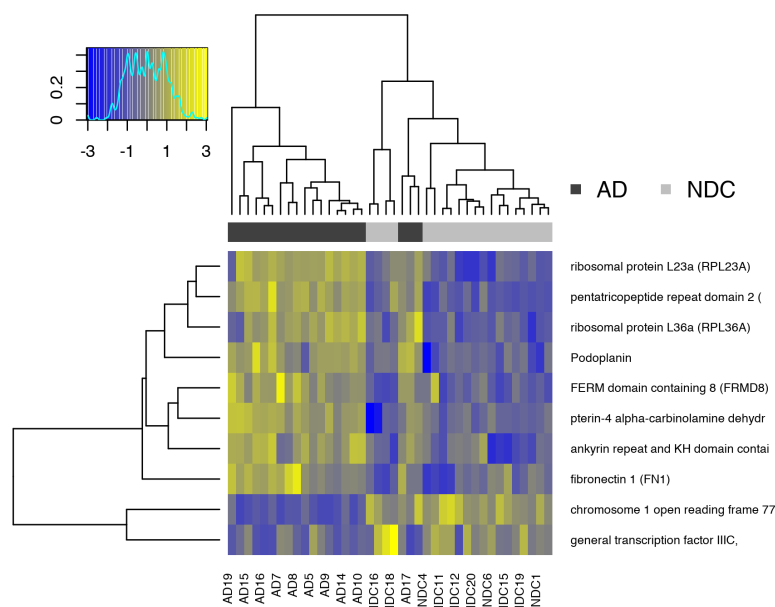 0.2
0
-3 -1 1 3
AD NDC
ribosomal protein L23a (RPL23A)
pentatricopeptide repeat domain 2 (
ribosomal protein L36a (RPL36A)
Podoplanin
FERM domain containing 8 (FRMD8)
pterin-4 alpha-carbinolamine dehydr
ankyrin repeat and KH domain contai
fibronectin 1 (FN1)
chromosome 1 open reading frame 77
general transcription factor IIIC,
AD19 AD15 AD16 AD7 AD8 AD5 AD9 AD14 AD10 IDC16 IDC18 AD17 NDC4 IDC11 IDC12 IDC20 NDC6 IDC15 IDC19 NDC1